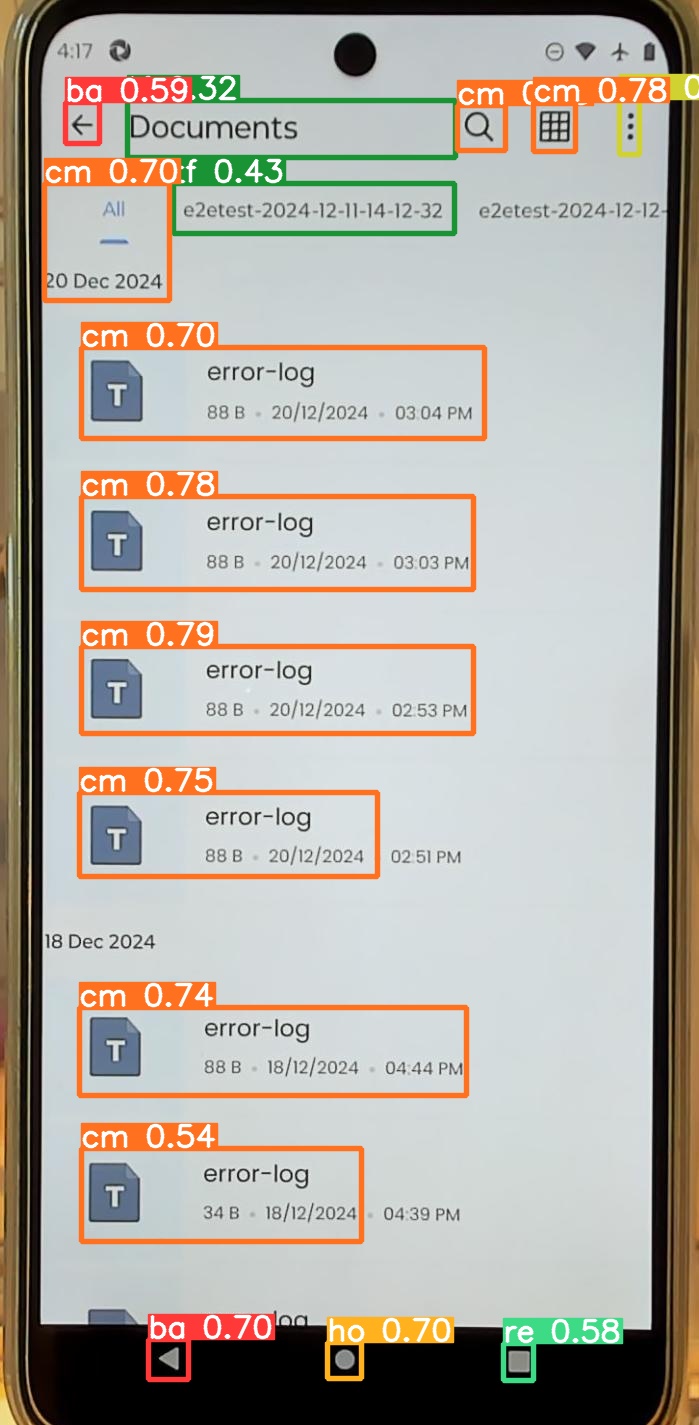 4:17
ba 0.59 .32 cm cm 0.78
Documents
cm 0.70 f 0.43
All e2etest-2024-12-11-14-12-32 e2etest-2024-12-12-
20 Dec 2024
cm 0.70
T error-log
88 B • 20/12/2024 • 03:04 PM
cm 0.78
T error-log
88 B • 20/12/2024 • 03:03 PM
cm 0.79
T error-log
88 B • 20/12/2024 • 02:53 PM
cm 0.75
T error-log
88 B • 20/12/2024 02:51 PM
18 Dec 2024
cm 0.74
T error-log
88 B • 18/12/2024 • 04:44 PM
cm 0.54
T error-log
34 B • 18/12/2024 • 04:39 PM
ba 0.70 ho 0.70 re 0.58